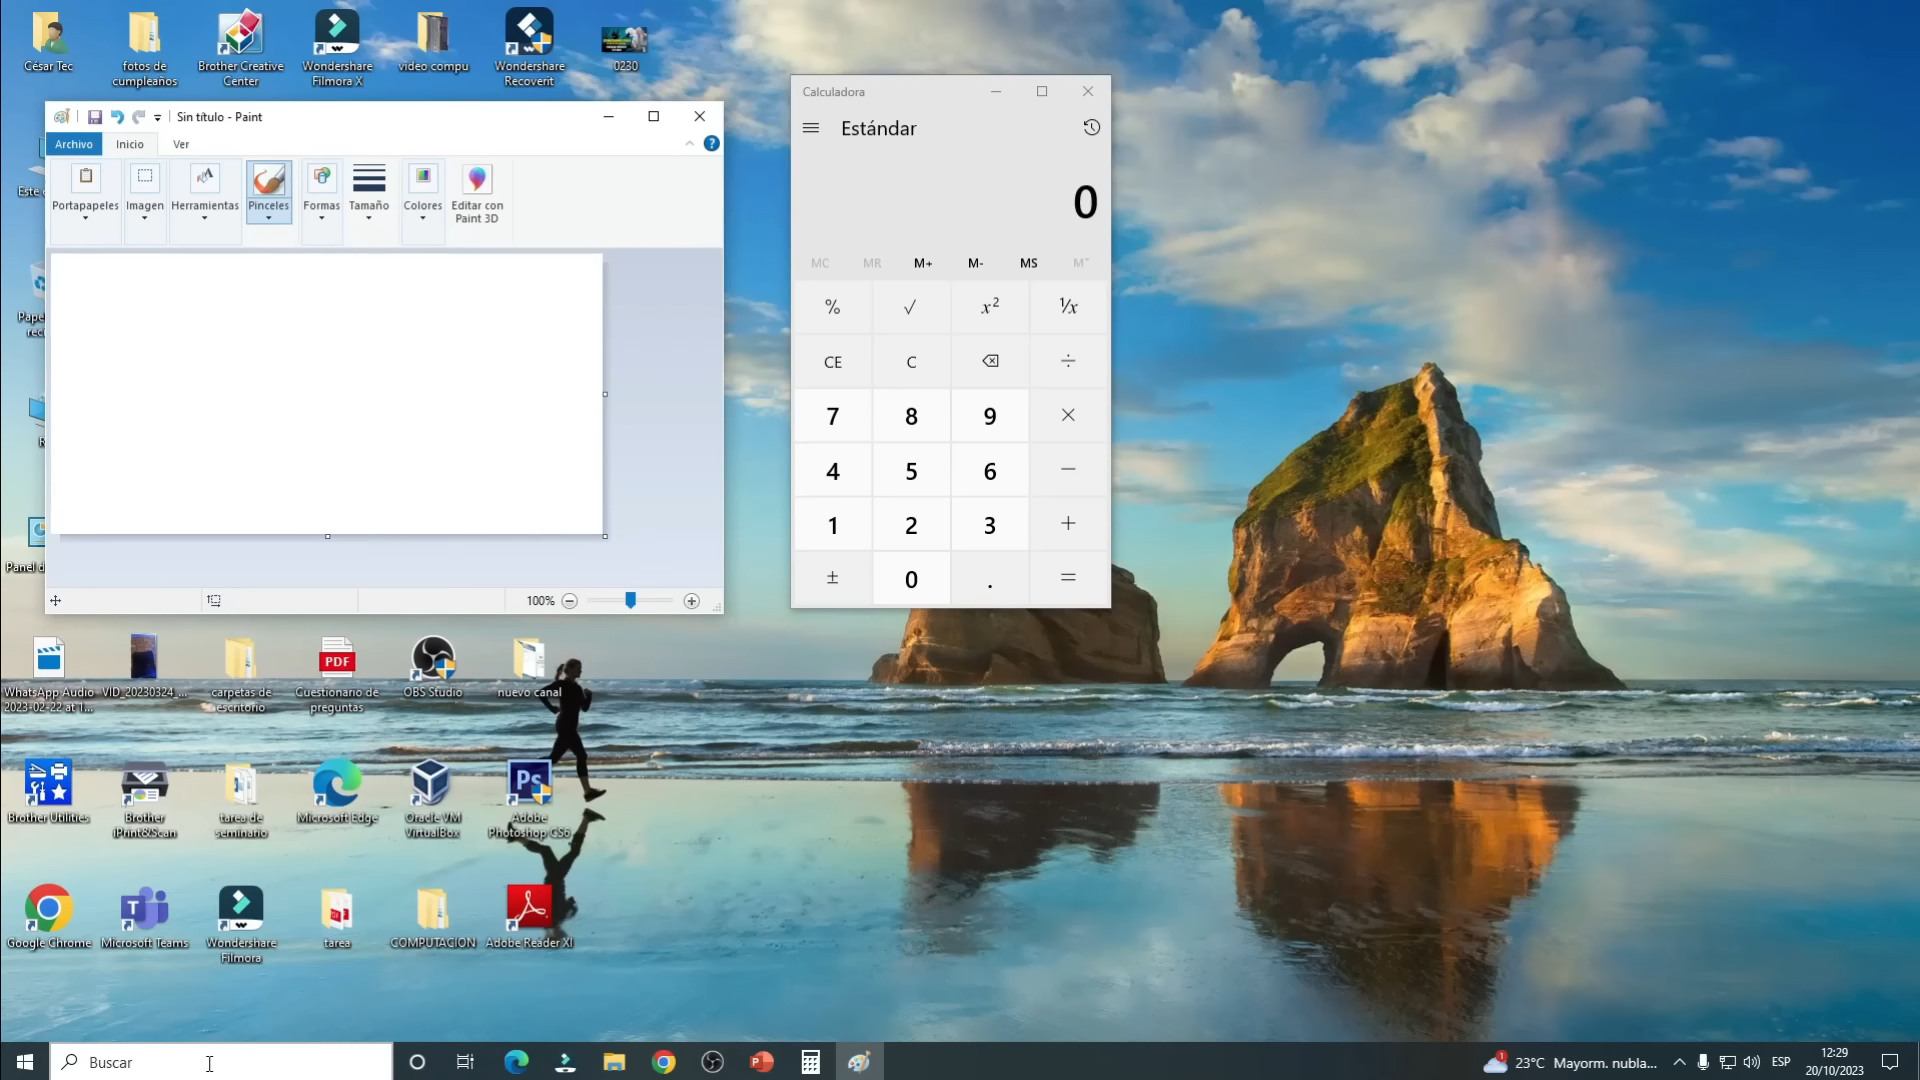 César Tec
fotos de
cumpleaños
Brother Creative
Center
Wondershare
Filmora X
video compu
Wondershare
Recoverit
0230
Sin título - Paint
Archivo
Inicio
Ver
Portapapeles
Imagen
Herramientas
Pinceles
Formas
Tamaño
Colores
Editar con
Paint 3D
100%
Este
Pape
Panel d
Calculadora
Estándar
0
MC MR M+ M- MS M˅
% √ x² ⅟x
CE C ÷
7 8 9 ×
4 5 6 −
1 2 3 +
± 0 . =
WhatsApp Audio
2023-02-22 at 1...
VID_20230324_...
carpetas de
escritorio
PDF
Cuestionario de
preguntas
OBS Studio
nuevo canal
Brother Utilities
Brother
iPrint&Scan
tarea de
seminario
Microsoft Edge
Oracle VM
VirtualBox
Ps
Adobe
Photoshop CS6
Google Chrome
Microsoft Teams
Wondershare
Filmora
tarea
COMPUTACION
Adobe Reader XI
Buscar
1
23°C Mayorm. nubla...
ESP
12:29
20/10/2023